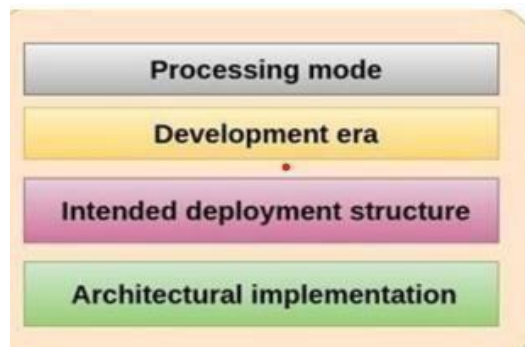 Processing mode
Development era
Intended deployment structure
Architectural implementation